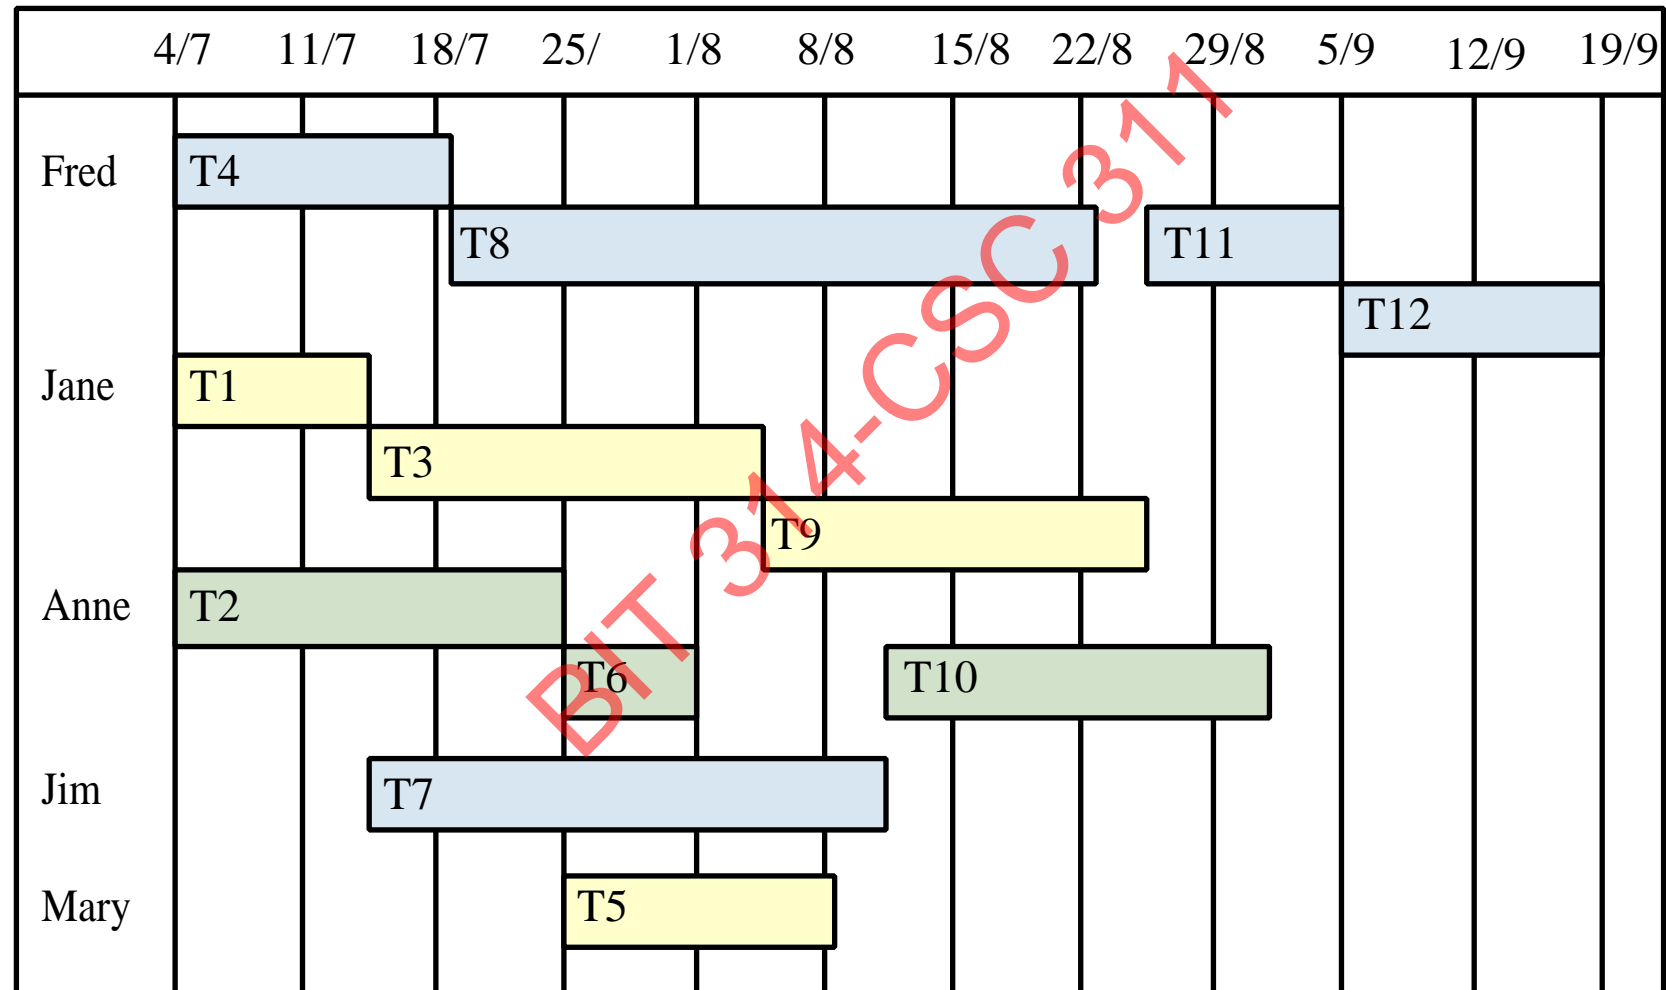 4/7 11/7 18/7 25/ 1/8 8/8 15/8 22/8 29/8 5/9 12/9 19/9
Fred T4
T8 T11
T12
Jane T1
T3
T9
Anne T2
T6 T10
Jim T7
Mary T5
BIT 314-CSC 311